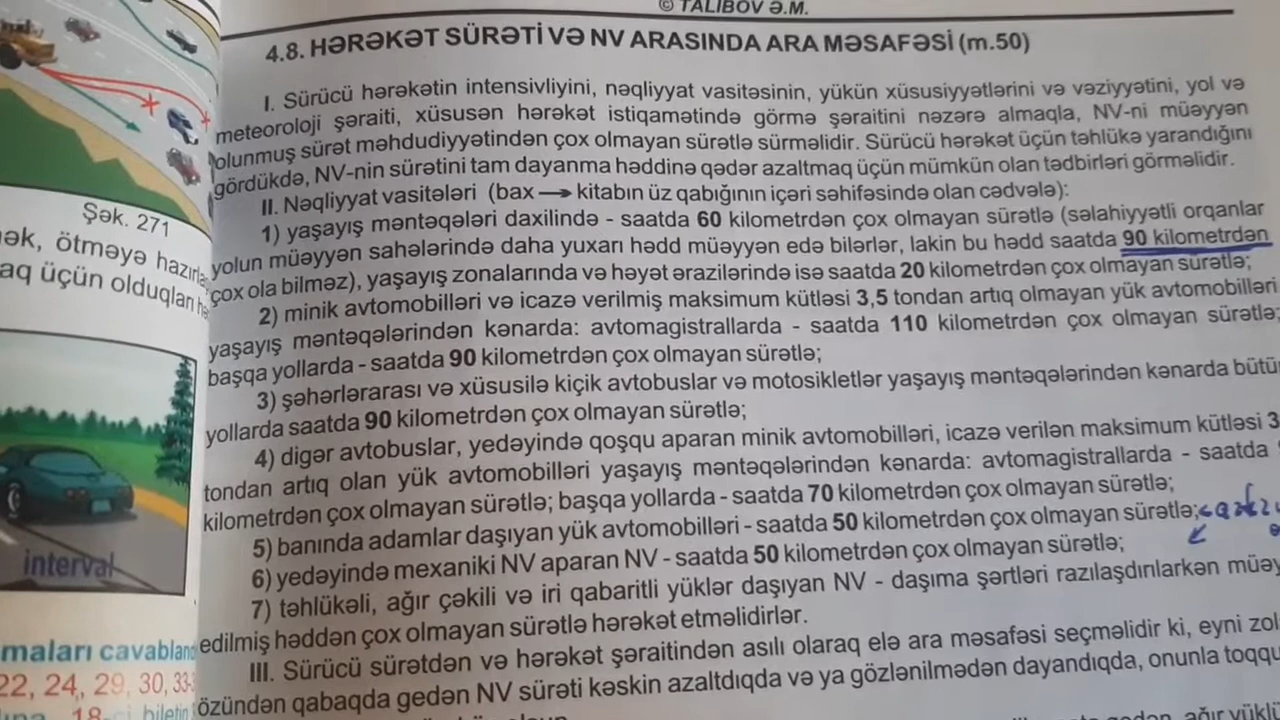 © TALIBOV Ə.M.
4.8. HƏRƏKƏT SÜRƏTİ VƏ NV ARASINDA ARA MƏSAFƏSİ (m.50)
I. Sürücü hərəkətin intensivliyini, nəqliyyat vasitəsinin, yükün xüsusiyyətlərini və vəziyyətini, yol və
meteoroloji şəraiti, xüsusən hərəkət istiqamətində görmə şəraitini nəzərə almaqla, NV-ni müəyyən
olunmuş sürət məhdudiyyətindən çox olmayan sürətlə sürməlidir. Sürücü hərəkət üçün təhlükə yarandığını
gördükdə, NV-nin sürətini tam dayanma həddinə qədər azaltmaq üçün mümkün olan tədbirləri görməlidir.
II. Nəqliyyat vasitələri (bax → kitabın üz qabığının içəri səhifəsində olan cədvələ):
1) yaşayış məntəqələri daxilində - saatda 60 kilometrdən çox olmayan sürətlə (səlahiyyətli orqanlar
yolun müəyyən sahələrində daha yuxarı hədd müəyyən edə bilərlər, lakin bu hədd saatda 90 kilometrdən
çox ola bilməz), yaşayış zonalarında və həyət ərazilərində isə saatda 20 kilometrdən çox olmayan sürətlə;
2) minik avtomobilləri və icazə verilmiş maksimum kütləsi 3,5 tondan artıq olmayan yük avtomobilləri
yaşayış məntəqələrindən kənarda: avtomagistrallarda - saatda 110 kilometrdən çox olmayan sürətlə;
başqa yollarda - saatda 90 kilometrdən çox olmayan sürətlə;
3) şəhərlərarası və xüsusilə kiçik avtobuslar və motosikletlər yaşayış məntəqələrindən kənarda bütü
yollarda saatda 90 kilometrdən çox olmayan sürətlə;
4) digər avtobuslar, yedəyində qoşqu aparan minik avtomobilləri, icazə verilən maksimum kütləsi 3
tondan artıq olan yük avtomobilləri yaşayış məntəqələrindən kənarda: avtomagistrallarda - saatda
kilometrdən çox olmayan sürətlə; başqa yollarda - saatda 70 kilometrdən çox olmayan sürətlə;
5) banında adamlar daşıyan yük avtomobilləri - saatda 50 kilometrdən çox olmayan sürətlə;
6) yedəyində mexaniki NV aparan NV - saatda 50 kilometrdən çox olmayan sürətlə;
7) təhlükəli, ağır çəkili və iri qabaritli yüklər daşıyan NV - daşıma şərtləri razılaşdırılarkən müəy
edilmiş həddən çox olmayan sürətlə hərəkət etməlidirlər.
III. Sürücü sürətdən və hərəkət şəraitindən asılı olaraq elə ara məsafəsi seçməlidir ki, eyni zol
özündən qabaqda gedən NV sürəti kəskin azaltdıqda və ya gözlənilmədən dayandıqda, onunla toqqu
ağır yüklü
Şək. 271
ək, ötməyə hazırla
aq üçün olduqları
interval
maları cavabland
22, 24, 29, 30, 33-
18-ci biletin